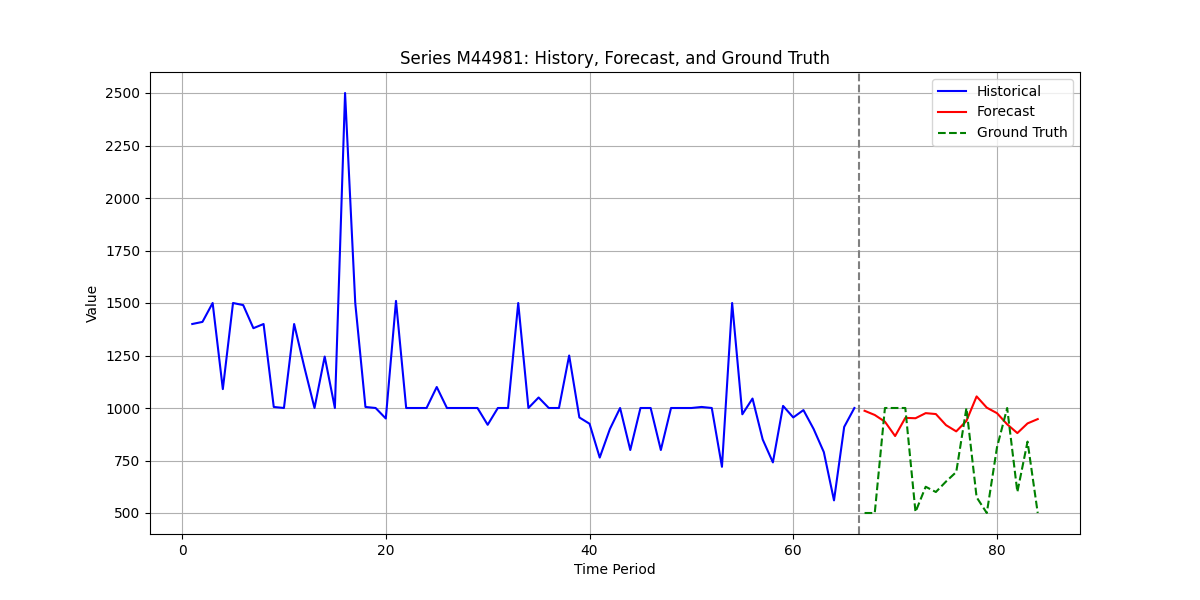 Series M44981: History, Forecast, and Ground Truth
Historical
Forecast
Ground Truth
2500
2250
2000
1750
1500
1250
1000
750
500
Value
0 20 40 60 80
Time Period